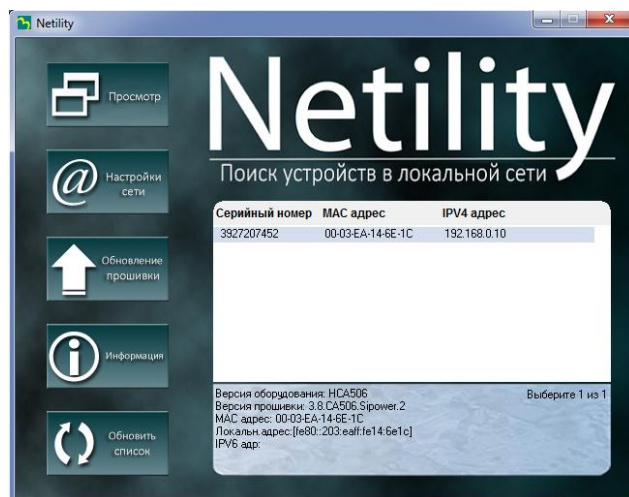 Netility
Просмотр
Настройки
сети
Обновление
прошивки
Информация
Обновить
список
Netility
Поиск устройств в локальной сети
Серийный номер MAC адрес IPV4 адрес
3927207452 00-03-EA-14-6E-1C 192.168.0.10
Версия оборудования: HCA506 Выберите 1 из 1
Версия прошивки: 3.8.CA506.Sipower.2
MAC адрес: 00-03-EA-14-6E-1C
Локальн.адрес:[fe80::203:eaff:fe14:6e1c]
IPV6 адр: